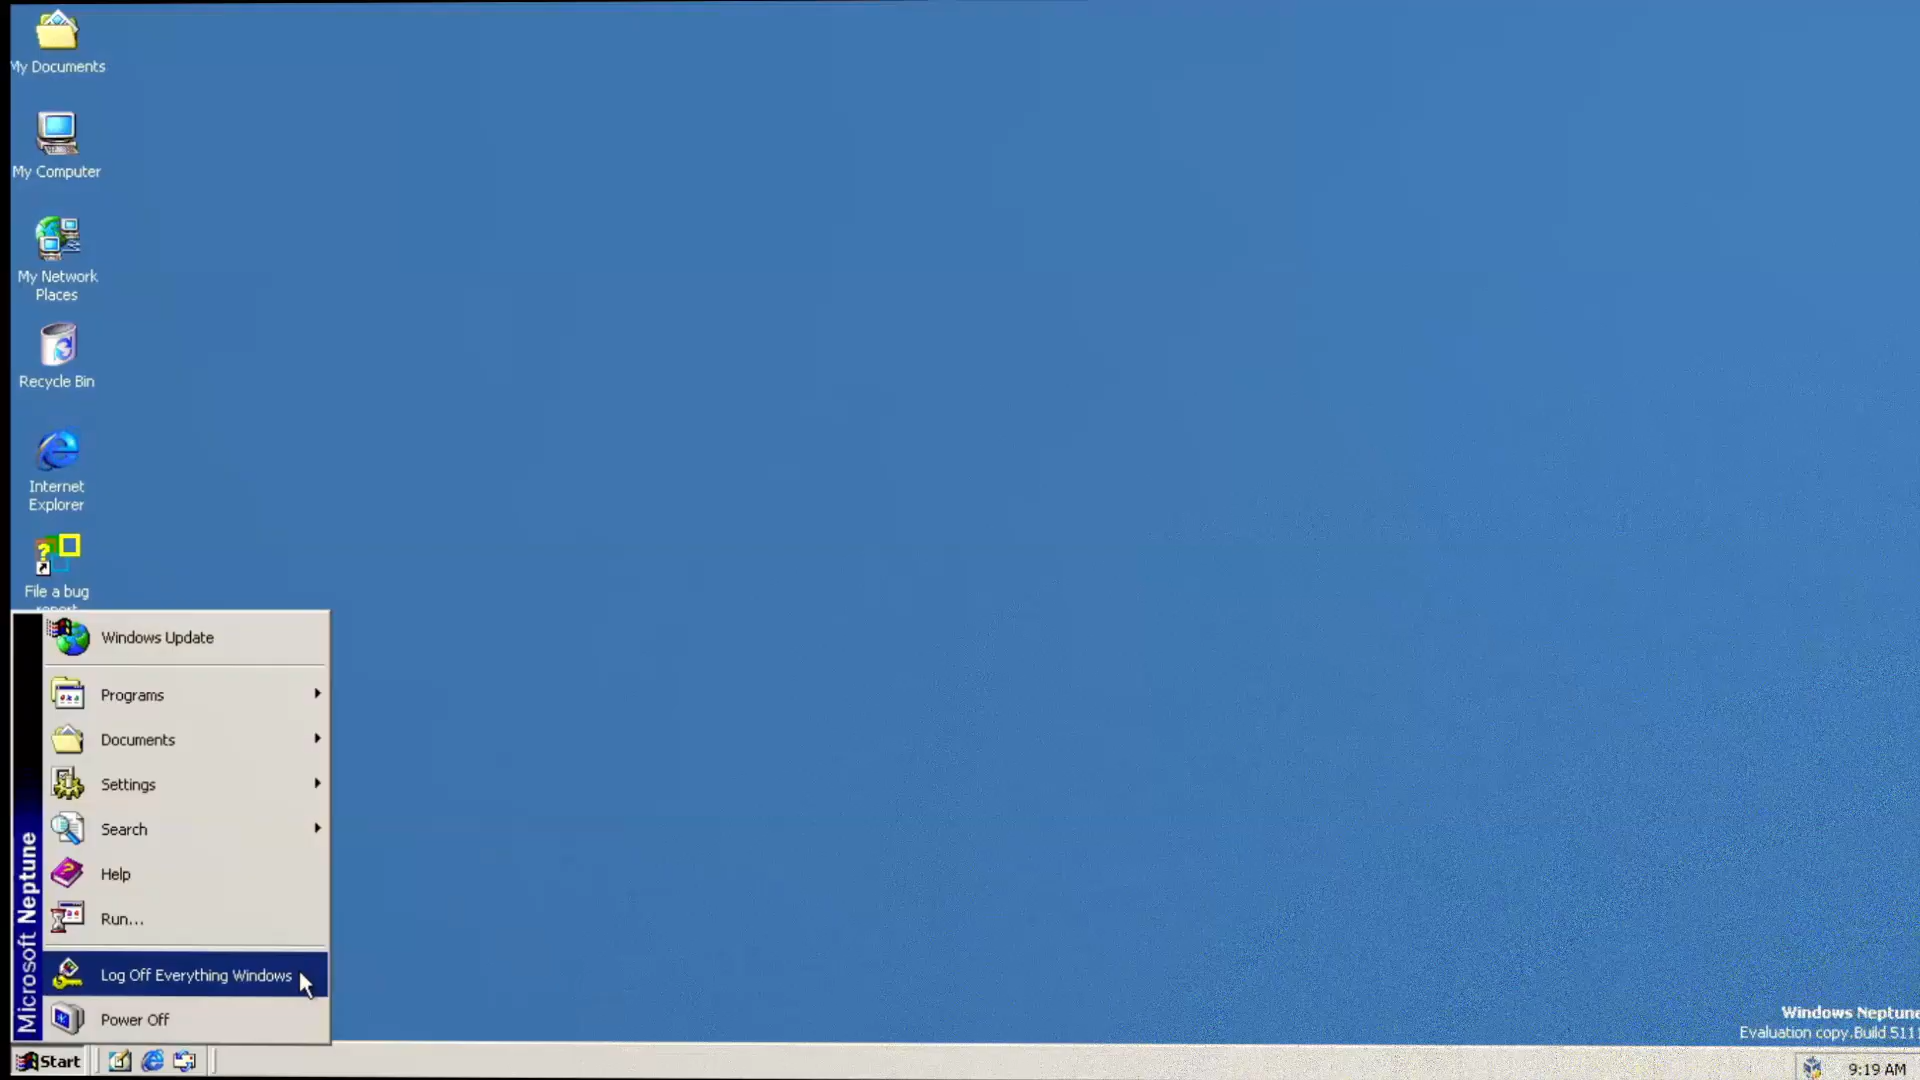 My Documents
My Computer
My Network
Places
Recycle Bin
Internet
Explorer
File a bug
report
Windows Update
Programs
Documents
Settings
Search
Help
Run...
Log Off Everything Windows
Power Off
Microsoft Neptune
Windows Neptune
Evaluation copy. Build 5111
Start
9:19 AM